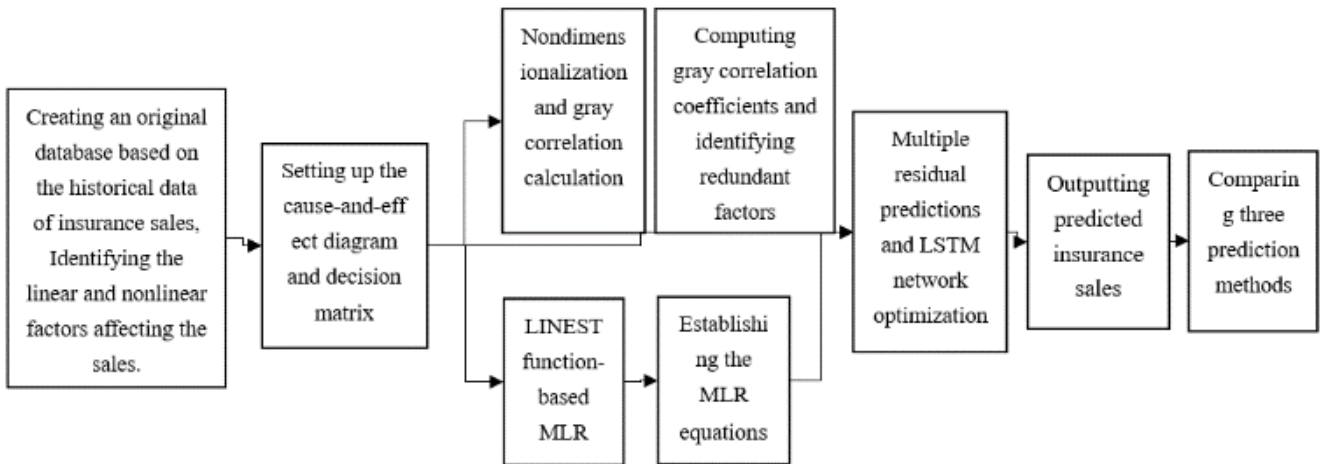 Creating an original
database based on
the historical data
of insurance sales,
Identifying the
linear and nonlinear
factors affecting the
sales.
Setting up the
cause-and-eff
ect diagram
and decision
matrix
Nondimens
ionalization
and gray
correlation
calculation
Computing
gray correlation
coefficients and
identifying
redundant
factors
LINEST
function-
based
MLR
Establishi
ng the
MLR
equations
Multiple
residual
predictions
and LSTM
network
optimization
Outputting
predicted
insurance
sales
Comparin
g three
prediction
methods